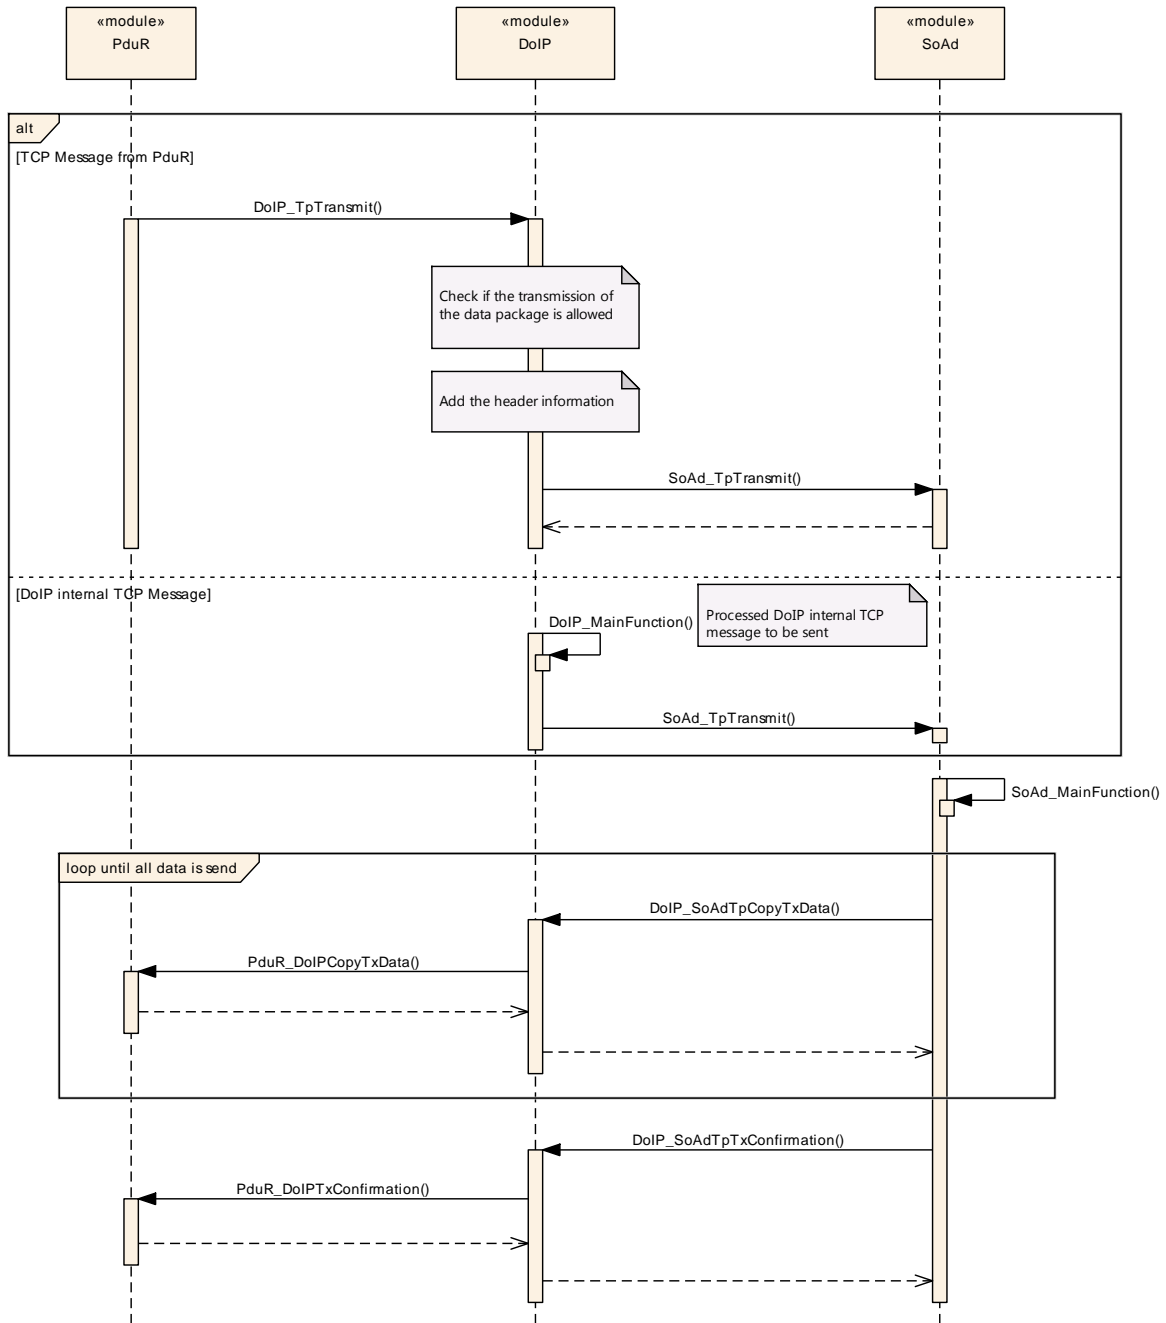 «module»
PduR
«module»
DoIP
«module»
SoAd
alt
[TCP Message from PduR]
DoIP_TpTransmit()
Check if the transmission of
the data package is allowed
Add the header information
SoAd_TpTransmit()
[DoIP internal TCP Message]
Processed DoIP internal TCP
message to be sent
DoIP_MainFunction()
SoAd_TpTransmit()
SoAd_MainFunction()
loop until all data is send
DoIP_SoAdTpCopyTxData()
PduR_DoIPCopyTxData()
DoIP_SoAdTpTxConfirmation()
PduR_DoIPTxConfirmation()